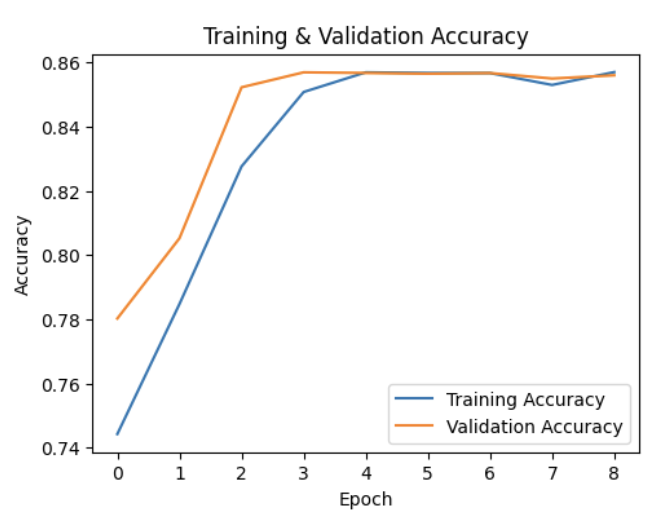 Training & Validation Accuracy
0.86
0.84
0.82
0.80
0.78
0.76
0.74
Accuracy
Training Accuracy
Validation Accuracy
0 1 2 3 4 5 6 7 8
Epoch